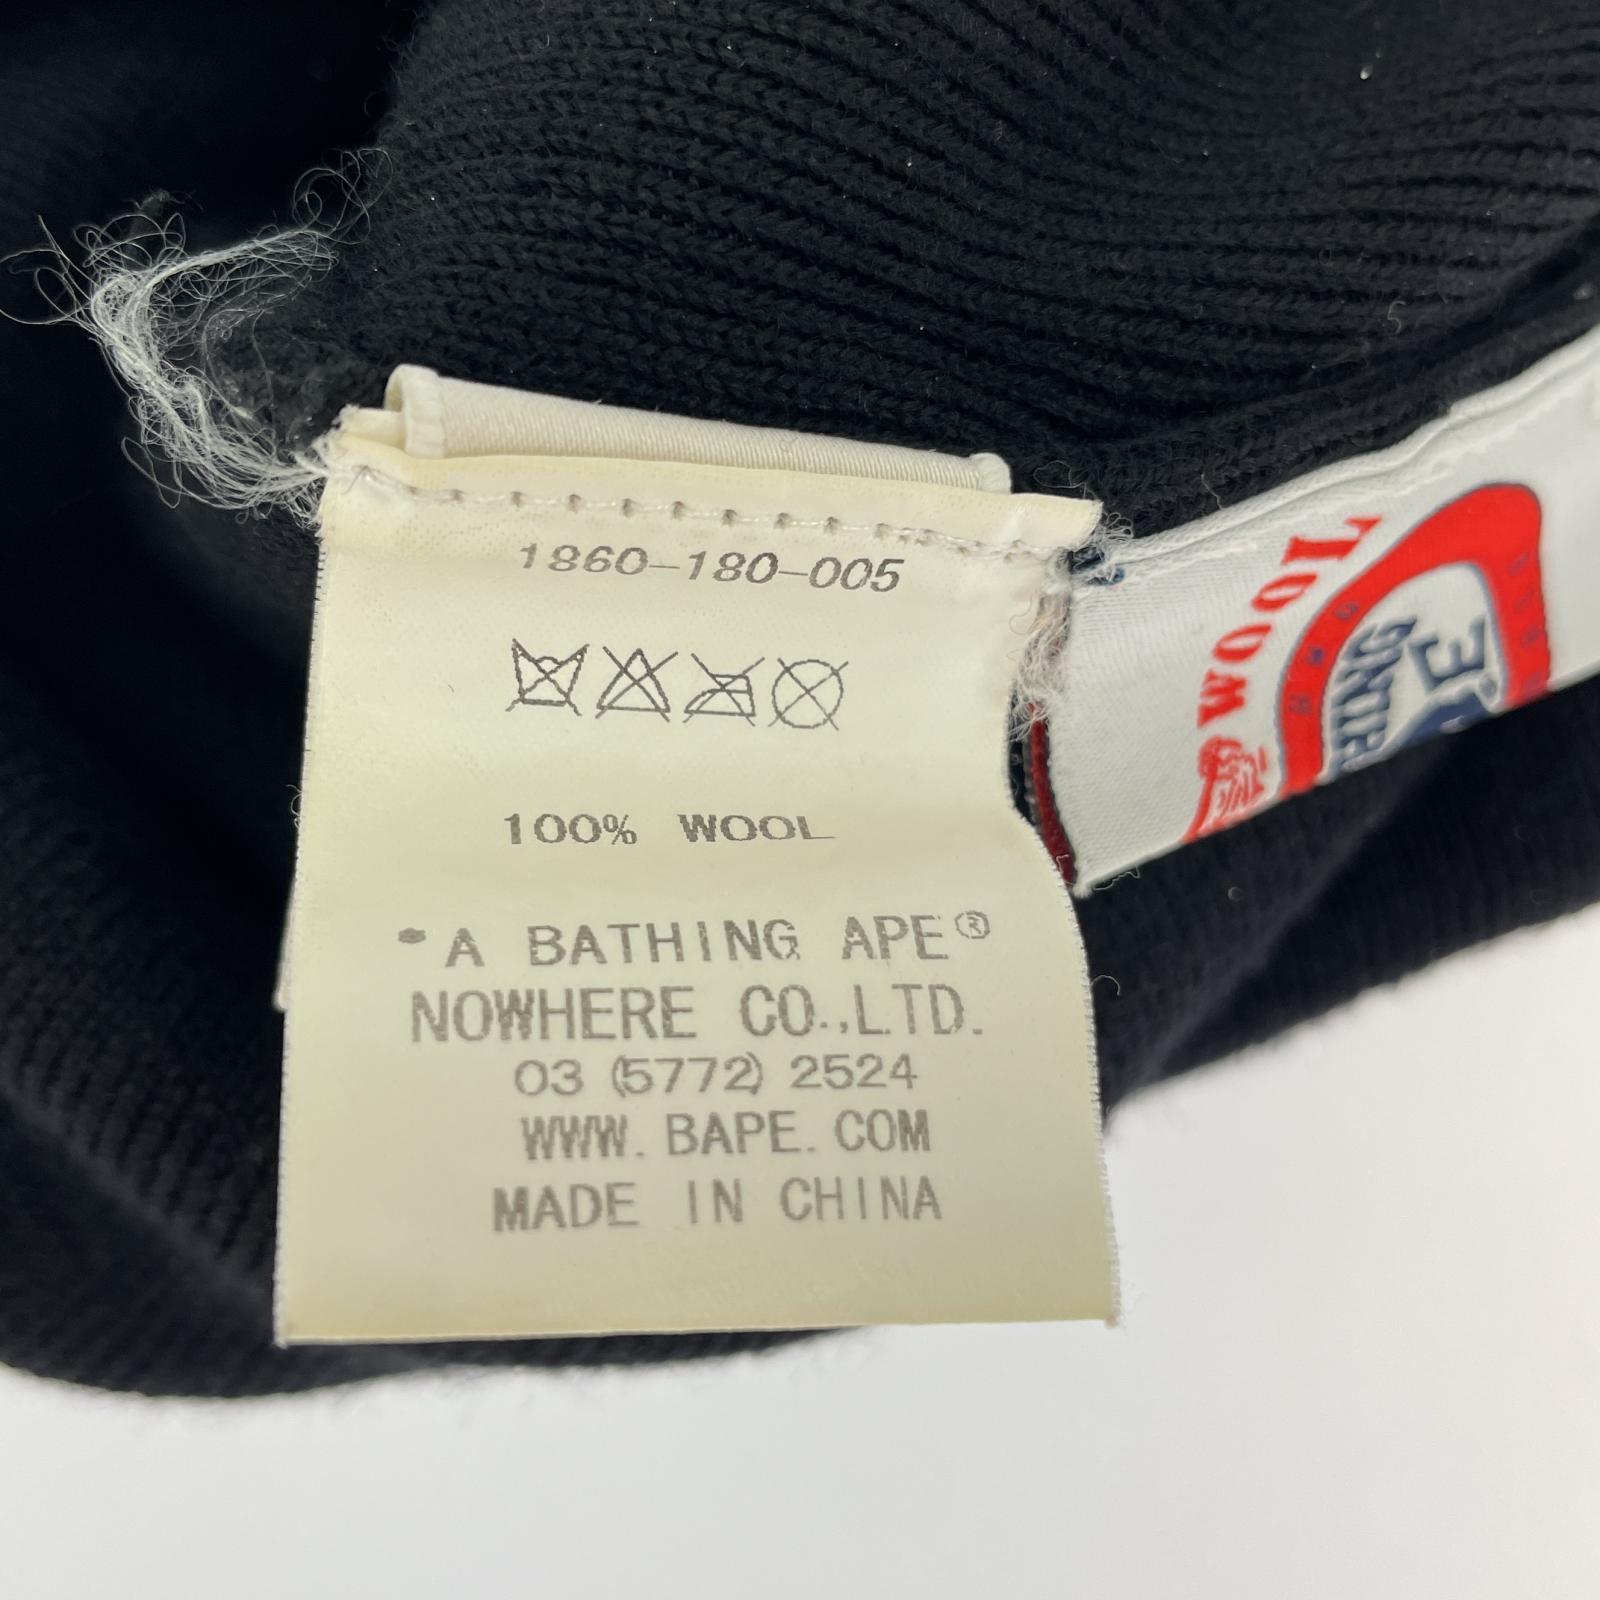 1860-180-005
100% WOOL
"A BATHING APE®
NOWHERE CO.,LTD.
03 (5772) 2524
WWW. BAPE. COM
MADE IN CHINA
WOOL